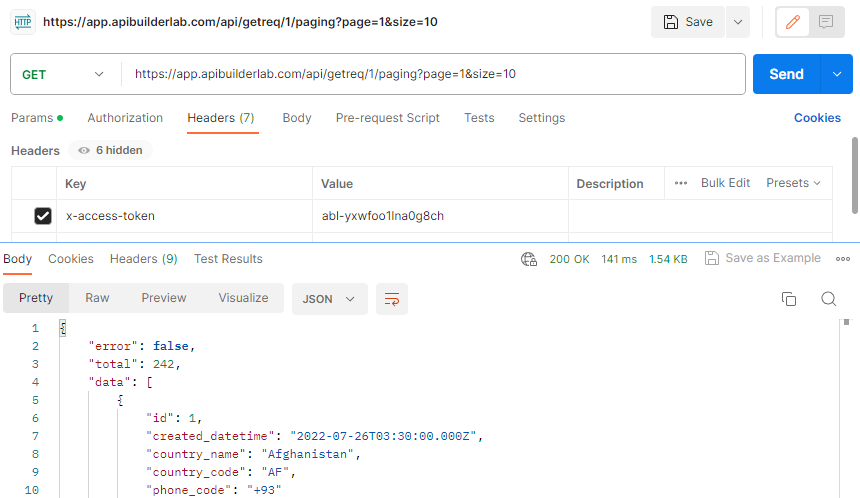 HTTP https://app.apibuilderlab.com/api/getreq/1/paging?page=1&size=10 Save
GET https://app.apibuilderlab.com/api/getreq/1/paging?page=1&size=10 Send
Params Authorization Headers (7) Body Pre-request Script Tests Settings Cookies
Headers 6 hidden
Key Value Description Bulk Edit Presets
x-access-token abl-yxwfoo1lna0g8ch
Body Cookies Headers (9) Test Results 200 OK 141 ms 1.54 KB Save as Example
Pretty Raw Preview Visualize JSON
1 {
2 "error": false,
3 "total": 242,
4 "data": [
5 {
6 "id": 1,
7 "created_datetime": "2022-07-26T03:30:00.000Z",
8 "country_name": "Afghanistan",
9 "country_code": "AF",
10 "phone_code": "+93"